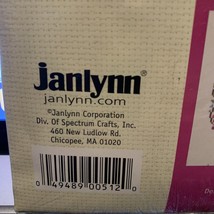 janlynn®
janlynn.com
©Janlynn Corporation
Div. Of Spectrum Crafts, Inc.
460 New Ludlow Rd.
Chicopee, MA 01020
0 49489 00512 0